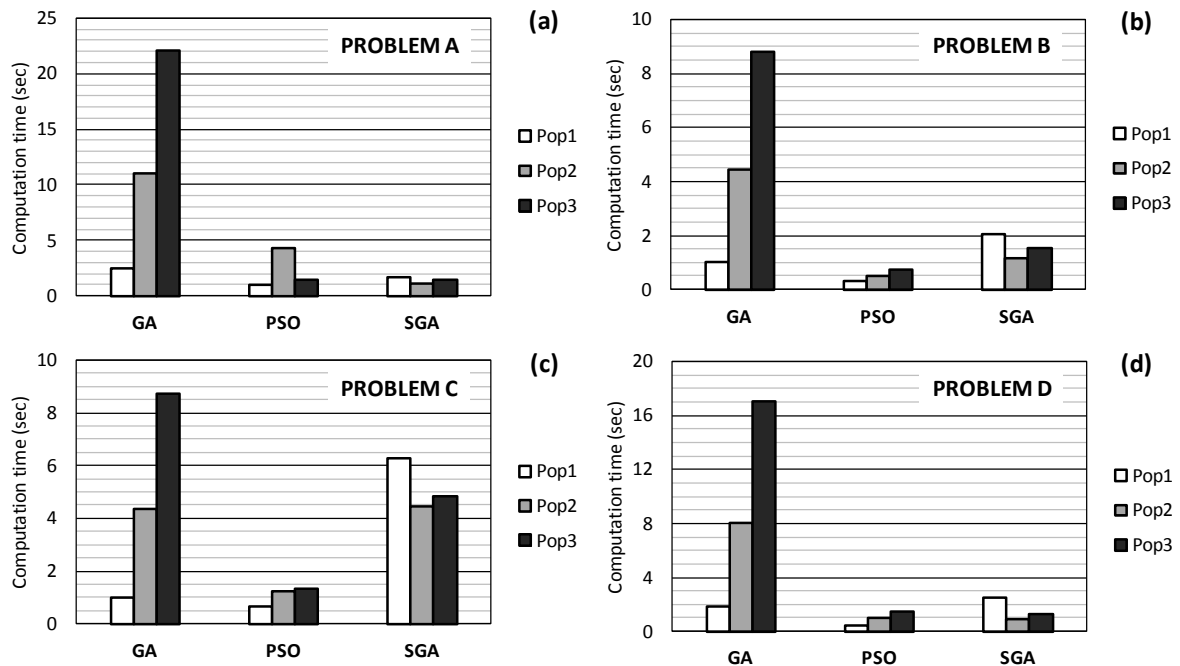 (a)
PROBLEM A
Computation time (sec)
25
20
15
10
5
0
GA PSO SGA
Pop1
Pop2
Pop3
(b)
PROBLEM B
Computation time (sec)
10
8
6
4
2
0
GA PSO SGA
Pop1
Pop2
Pop3
(c)
PROBLEM C
Computation time (sec)
10
8
6
4
2
0
GA PSO SGA
Pop1
Pop2
Pop3
(d)
PROBLEM D
Computation time (sec)
20
16
12
8
4
0
GA PSO SGA
Pop1
Pop2
Pop3